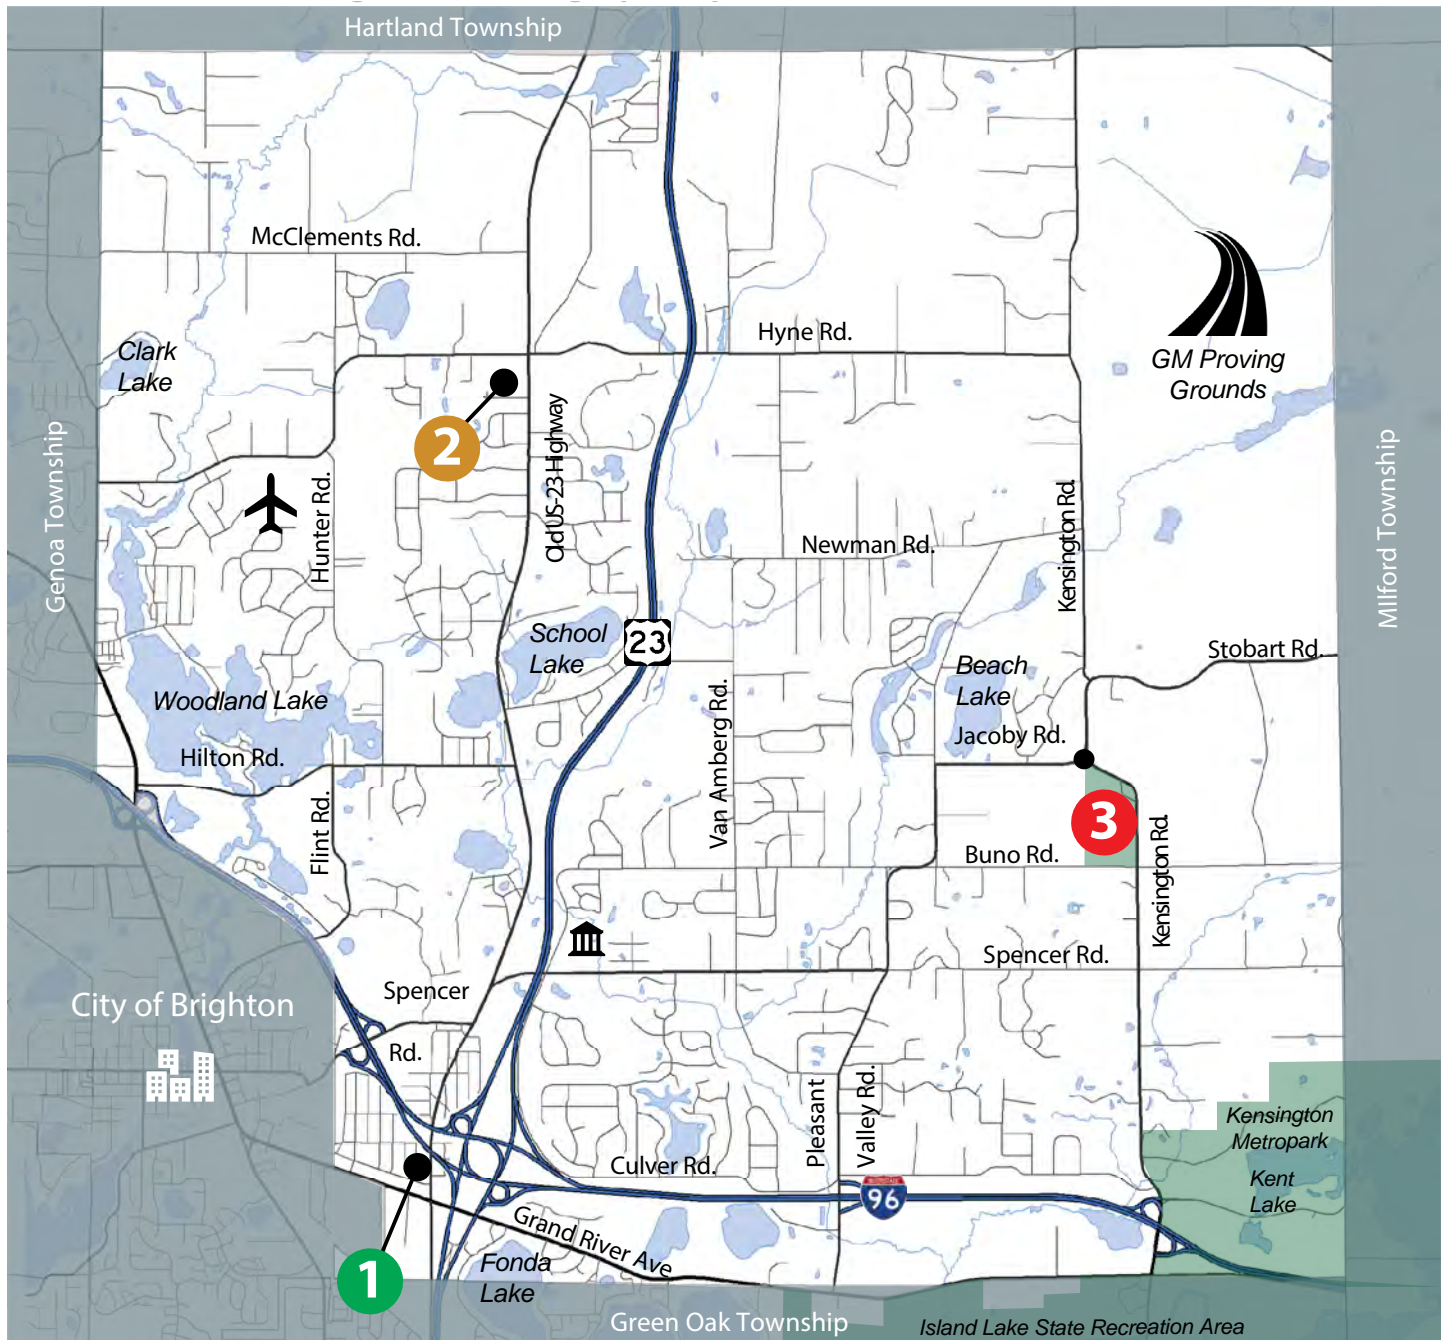 Hartland Township
McClements Rd.
Hyne Rd.
Clark
Lake
GM Proving
Grounds
2
Old US-23 Highway
Genoa Township
Hunter Rd.
Kensington Rd.
MIlford Township
Newman Rd.
School
Lake
23
Stobart Rd.
Beach
Lake
Woodland Lake
Van Amberg Rd.
Jacoby Rd.
Hilton Rd.
Flint Rd.
3
Buno Rd.
Kensington Rd.
Spencer Rd.
City of Brighton
Spencer
Rd.
Pleasant
Valley Rd.
Kensington
Metropark
Kent
Lake
Culver Rd.
INTERSTATE
96
Grand River Ave
1
Fonda
Lake
Green Oak Township
Island Lake State Recreation Area